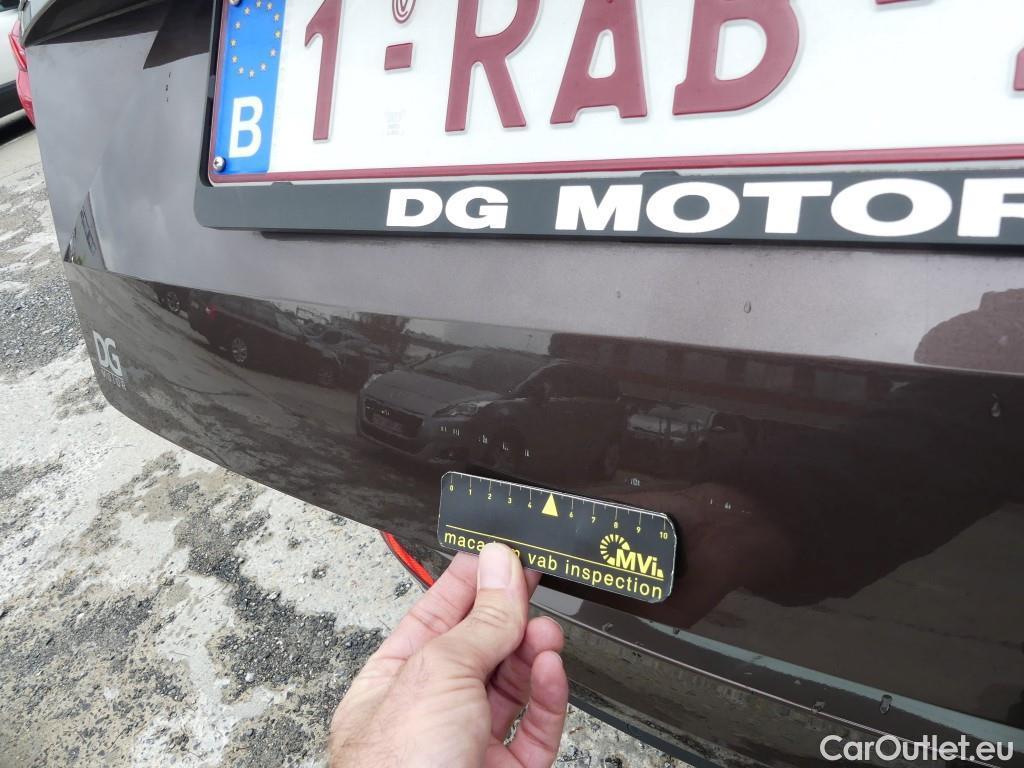 1-RAB
B
DG MOTOR
DG
0 1 2 3 4 6 7 8 9 10
MVi
vab inspection
CarOutlet.eu